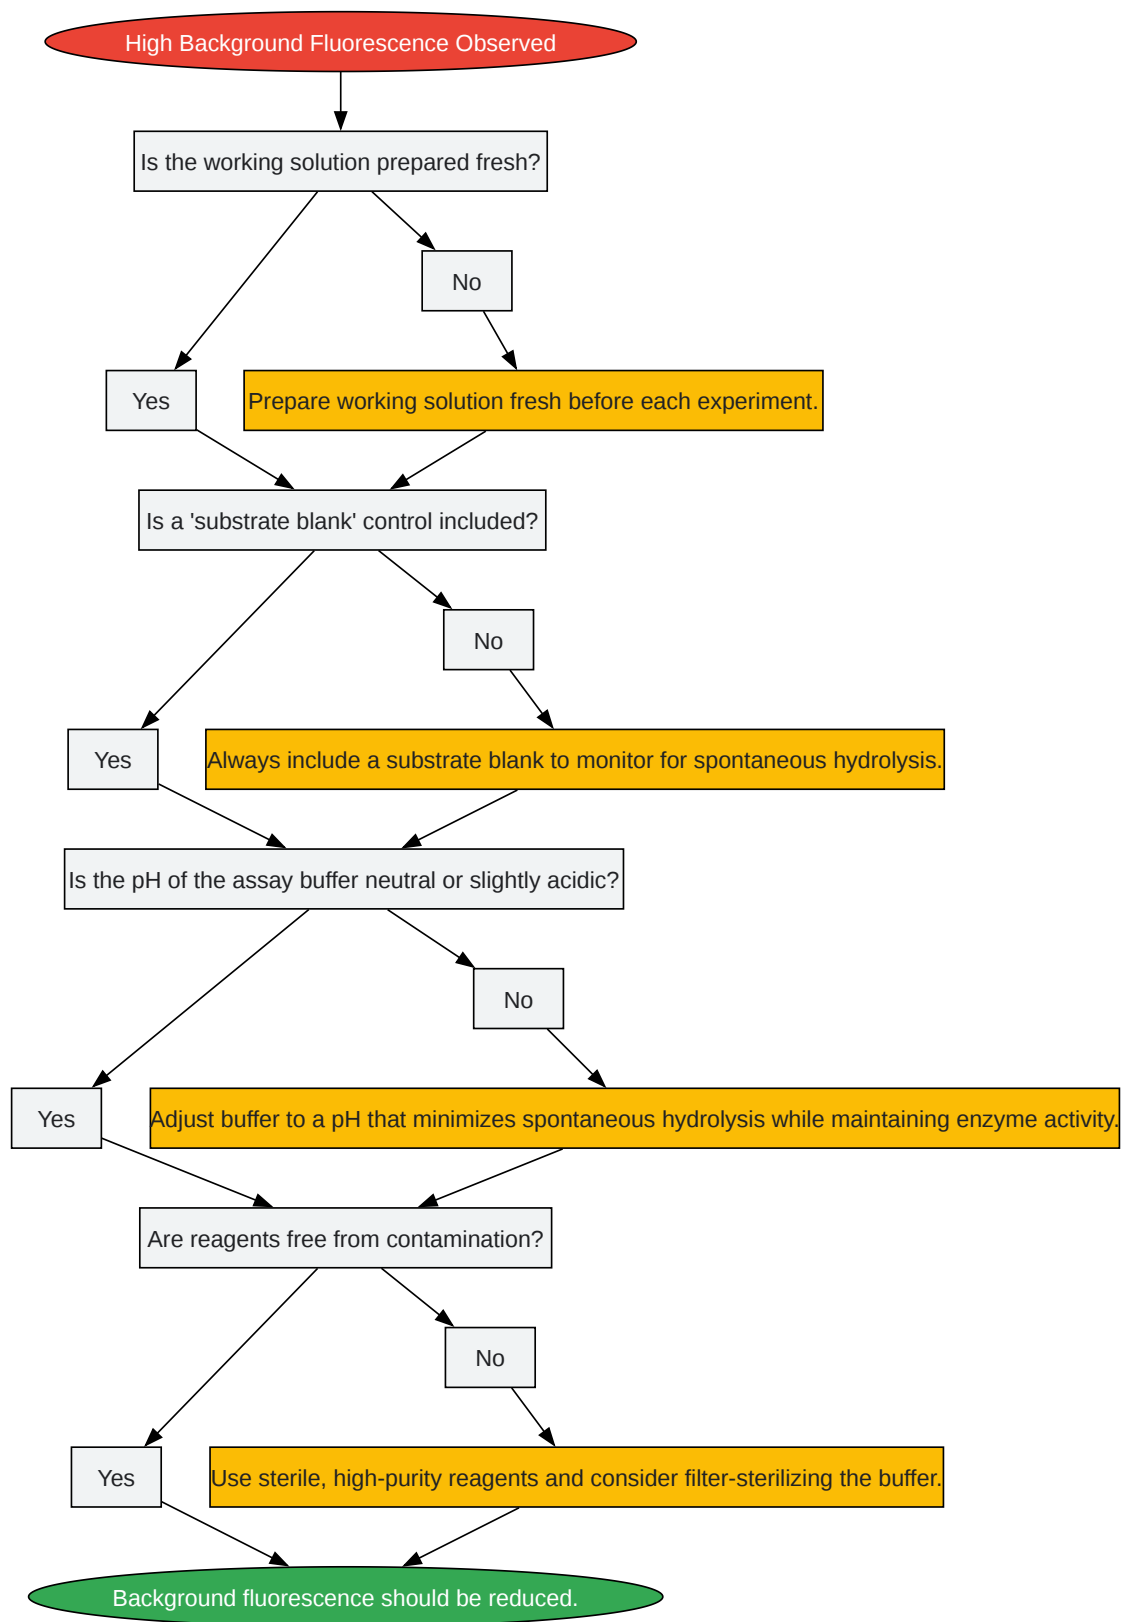 High Background Fluorescence Observed
Is the working solution prepared fresh?
No
Yes
Prepare working solution fresh before each experiment.
Is a 'substrate blank' control included?
No
Yes
Always include a substrate blank to monitor for spontaneous hydrolysis.
Is the pH of the assay buffer neutral or slightly acidic?
No
Yes
Adjust buffer to a pH that minimizes spontaneous hydrolysis while maintaining enzyme activity.
Are reagents free from contamination?
No
Yes
Use sterile, high-purity reagents and consider filter-sterilizing the buffer.
Background fluorescence should be reduced.